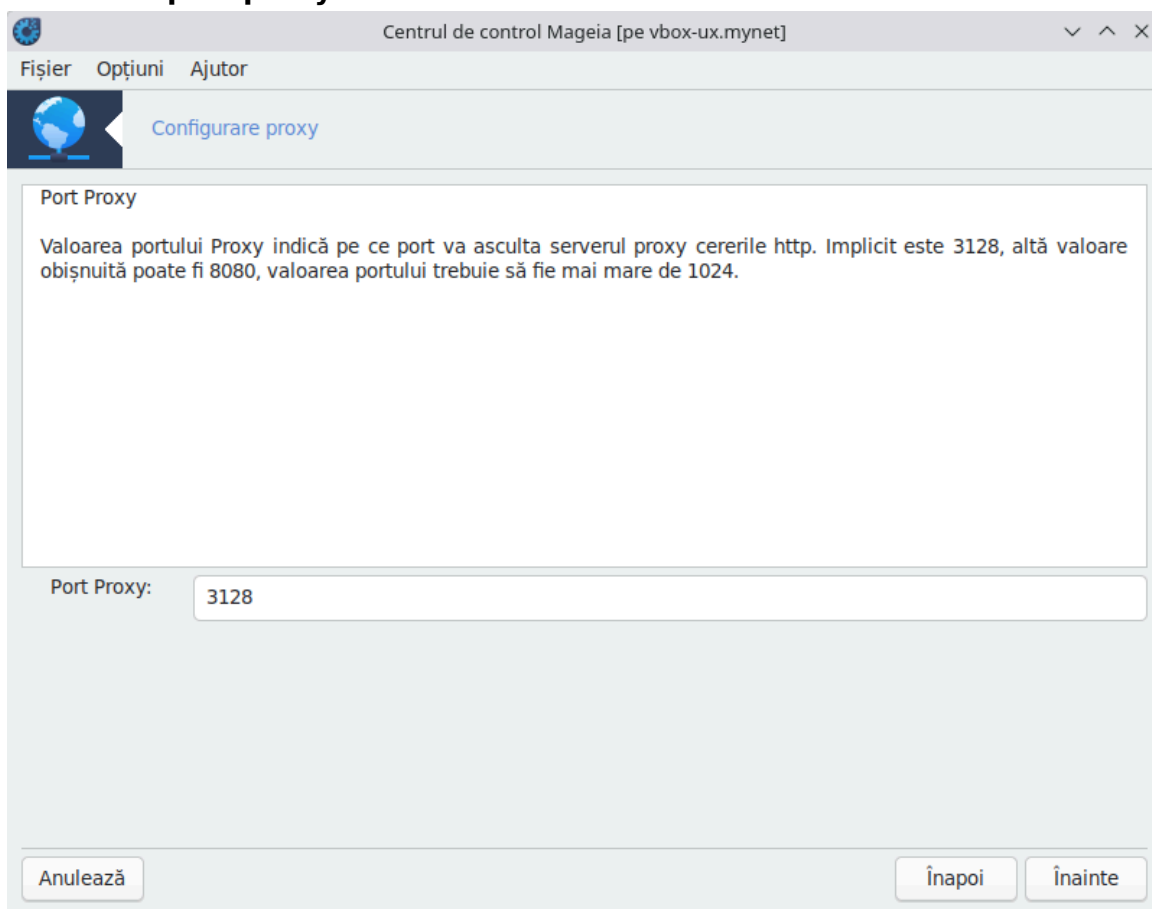 Centrul de control Mageia [pe vbox-ux.mynet]
Fișier Opțiuni Ajutor
Configurare proxy
Port Proxy
Valoarea portului Proxy indică pe ce port va asculta serverul proxy cererile http. Implicit este 3128, altă valoare
obișnuită poate fi 8080, valoarea portului trebuie să fie mai mare de 1024.
Port Proxy:
3128
Anulează Înapoi Înainte